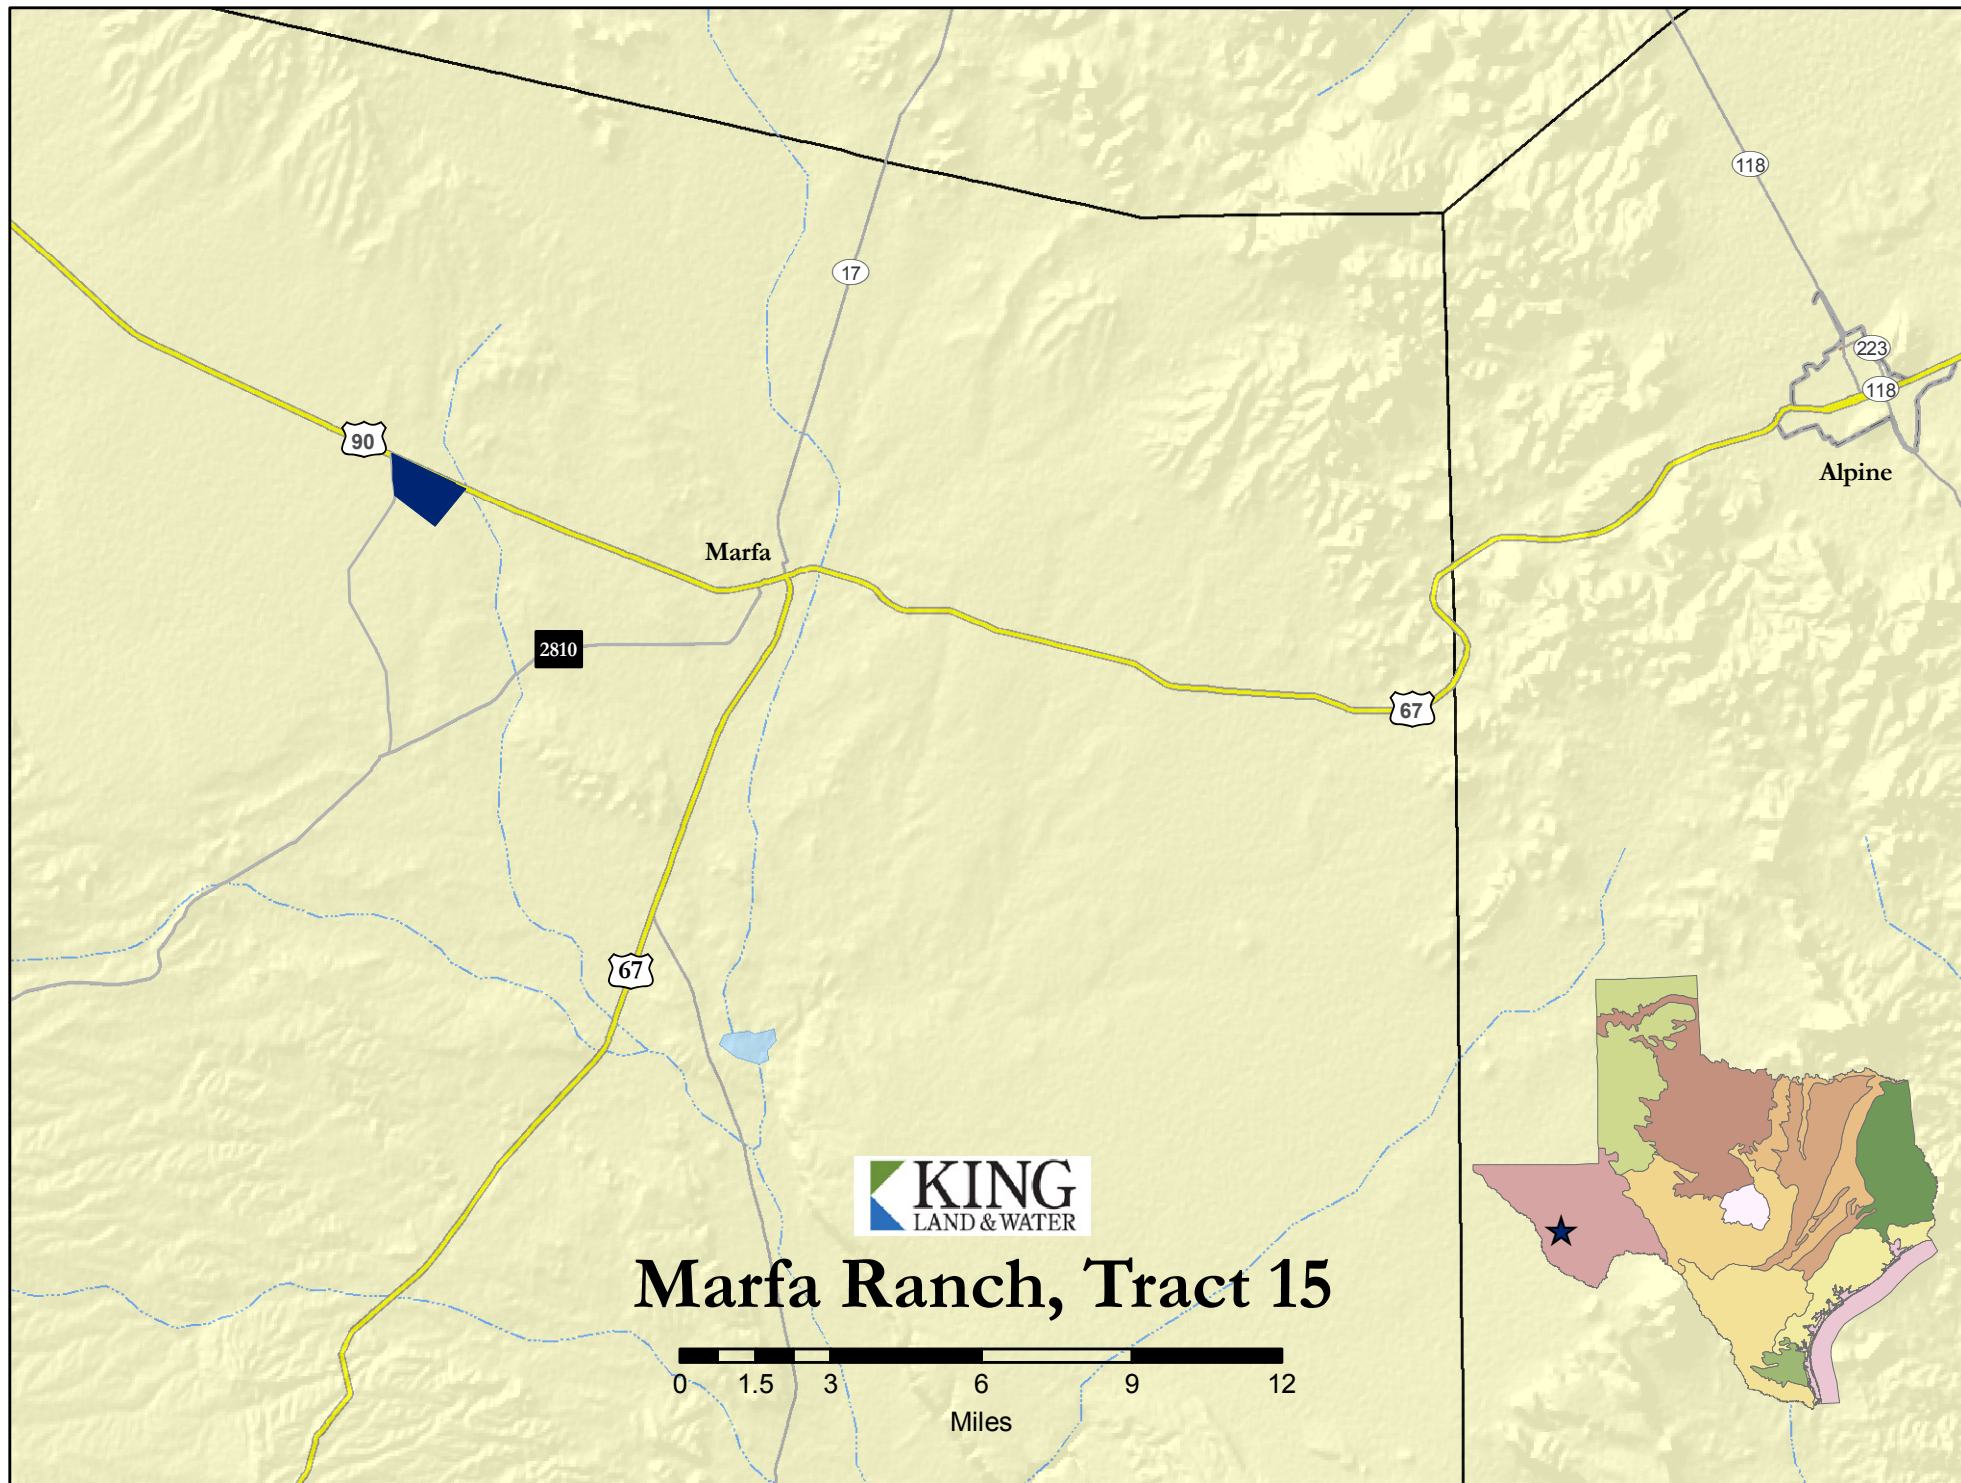 118
17
223
118
90
Alpine
Marfa
2810
67
67
KING
LAND & WATER
Marfa Ranch, Tract 15
0 1.5 3 6 9 12
Miles